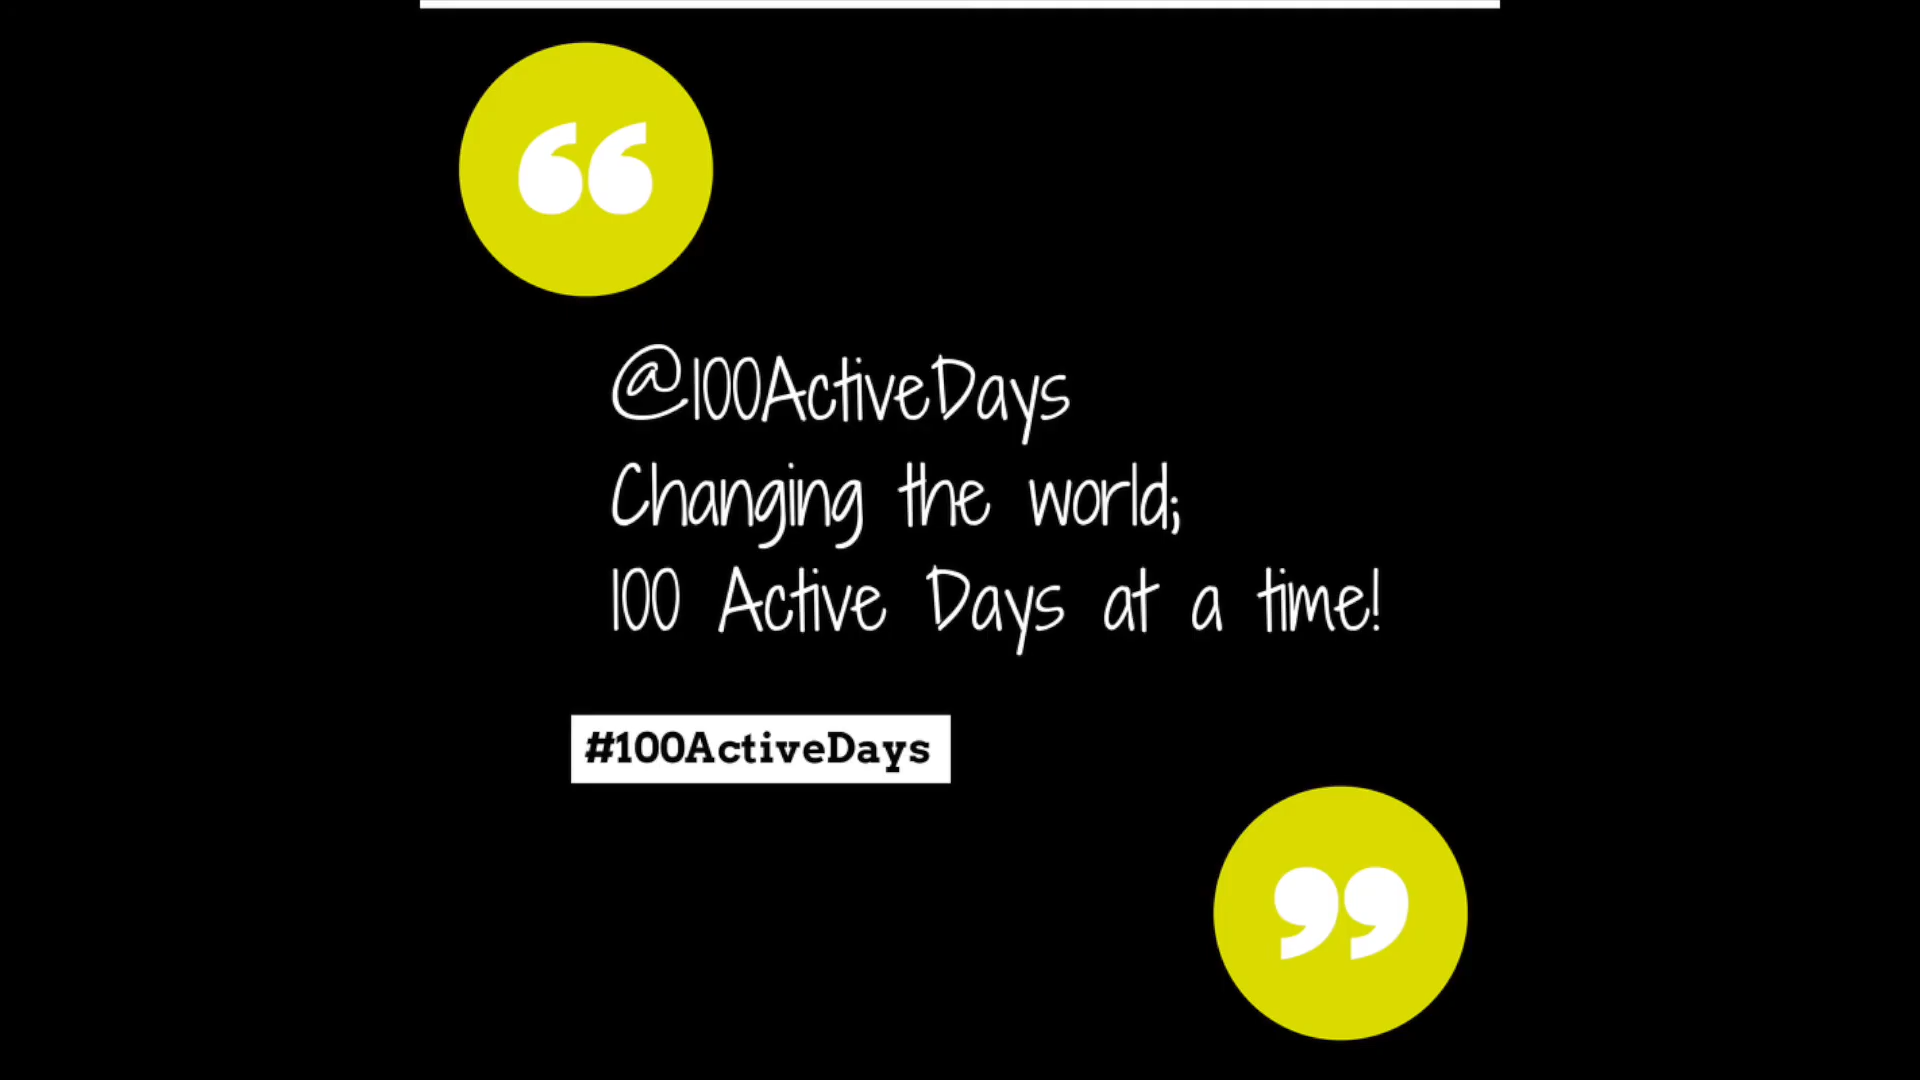 “
@100ActiveDays
Changing the world;
100 Active Days at a time!
#100ActiveDays
”